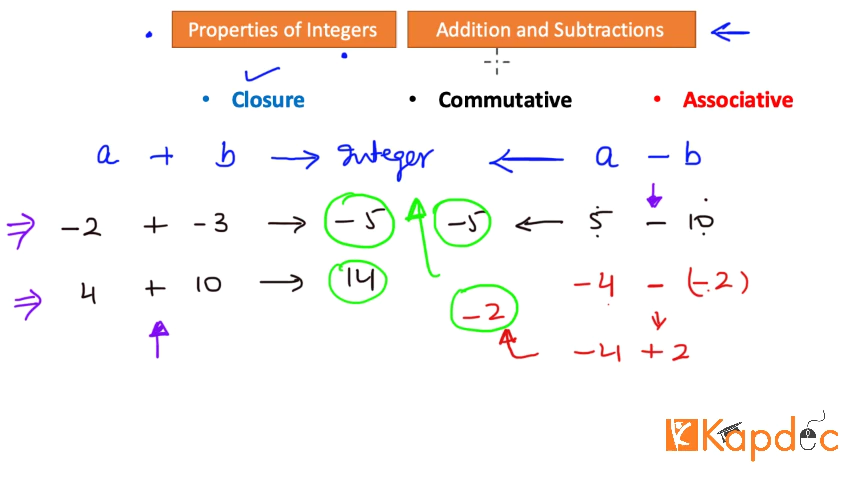 Properties of Integers Addition and Subtractions
• Closure • Commutative • Associative
a + b → Integer ← a - b
⇒ -2 + -3 → -5 -5 ← 5 - 10
⇒ 4 + 10 → 14 -4 - (-2)
-2 -4 + 2
Kapdec